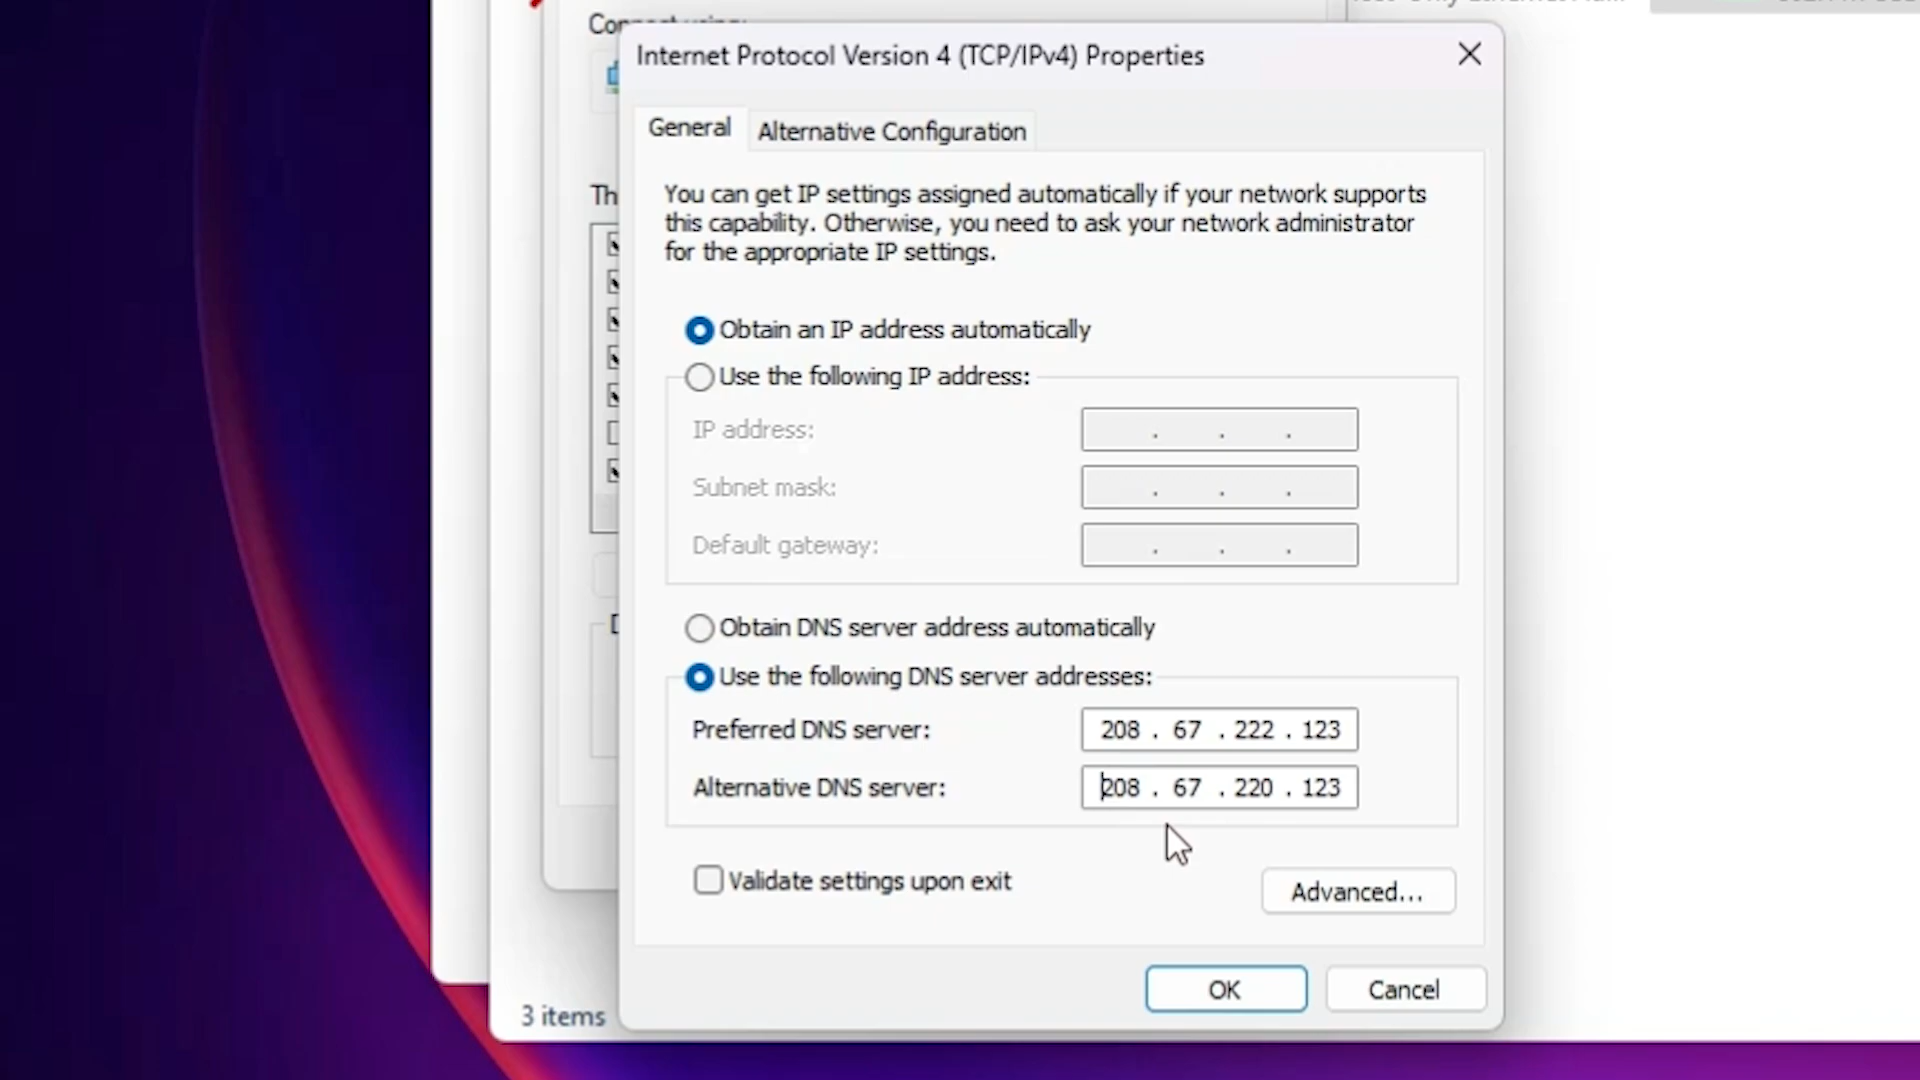 Internet Protocol Version 4 (TCP/IPv4) Properties
General
Alternative Configuration
You can get IP settings assigned automatically if your network supports
this capability. Otherwise, you need to ask your network administrator
for the appropriate IP settings.
Obtain an IP address automatically
Use the following IP address:
IP address:
. . .
Subnet mask:
. . .
Default gateway:
. . .
Obtain DNS server address automatically
Use the following DNS server addresses:
Preferred DNS server:
208 . 67 . 222 . 123
Alternative DNS server:
208 . 67 . 220 . 123
Validate settings upon exit
Advanced...
OK
Cancel
3 items